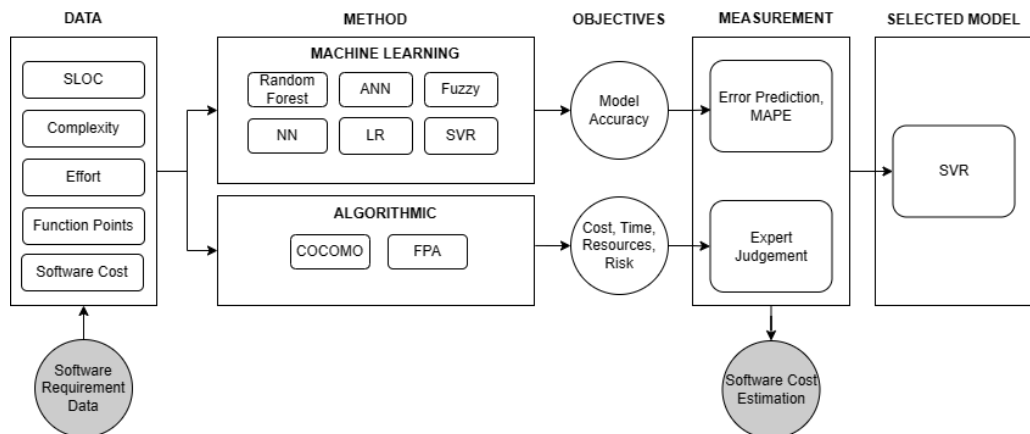 DATA
METHOD
OBJECTIVES
MEASUREMENT
SELECTED MODEL
SLOC
Complexity
Effort
Function Points
Software Cost
Software
Requirement
Data
MACHINE LEARNING
Random
Forest
ANN
Fuzzy
NN
LR
SVR
ALGORITHMIC
COCOMO
FPA
Model
Accuracy
Cost, Time,
Resources,
Risk
Error Prediction,
MAPE
Expert
Judgement
Software Cost
Estimation
SVR